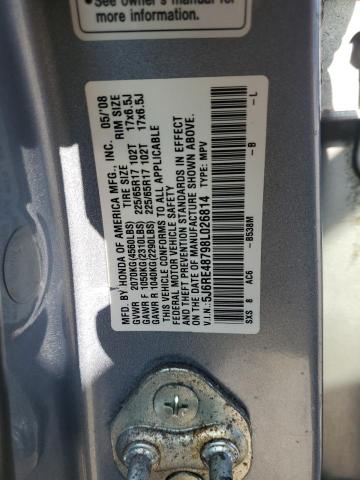 •See owner's manual for
more information.
MFD. BY HONDA OF AMERICA MFG., INC. 05/'08
TIRE SIZE RIM SIZE
GVWR 2070KG(4560LBS)
GAWR F 1050KG(2310LBS) 225/65R17 102T 17x6.5J
GAWR R 1040KG(2290LBS) 225/65R17 102T 17x6.5J
THIS VEHICLE CONFORMS TO ALL APPLICABLE
FEDERAL MOTOR VEHICLE SAFETY
AND THEFT PREVENTION STANDARDS IN EFFECT
ON THE DATE OF MANUFACTURE SHOWN ABOVE.
V.I.N: 5J6RE48798L026814 TYPE: MPV
SXS 8 AC6 B538M B L